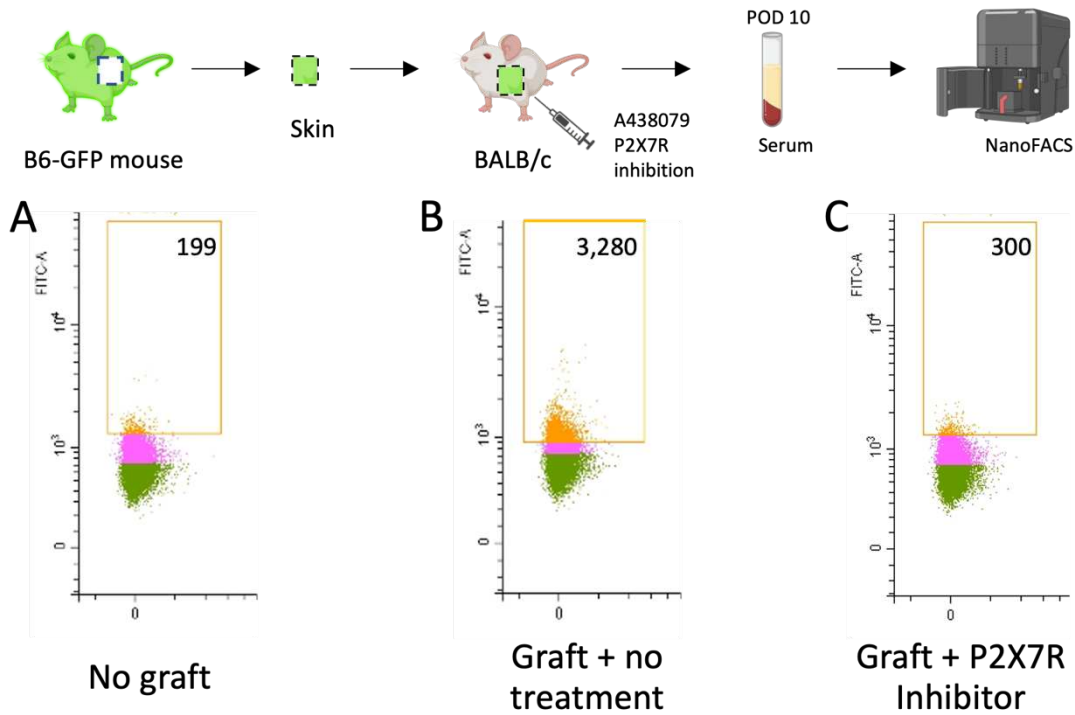 POD 10
B6-GFP mouse
Skin
BALB/c
A438079
P2X7R
inhibition
Serum
NanoFACS
A
199
FITC-A
10⁴
10³
0
0
No graft
B
3,280
FITC-A
10⁴
10³
0
0
Graft + no
treatment
C
300
FITC-A
10⁴
10³
0
0
Graft + P2X7R
Inhibitor